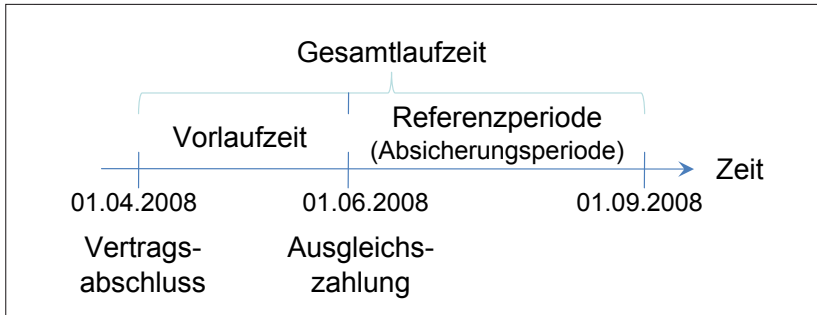 Gesamtlaufzeit
Vorlaufzeit
Referenzperiode
(Absicherungsperiode)
Zeit
01.04.2008
01.06.2008
01.09.2008
Vertrags-
abschluss
Ausgleichs-
zahlung